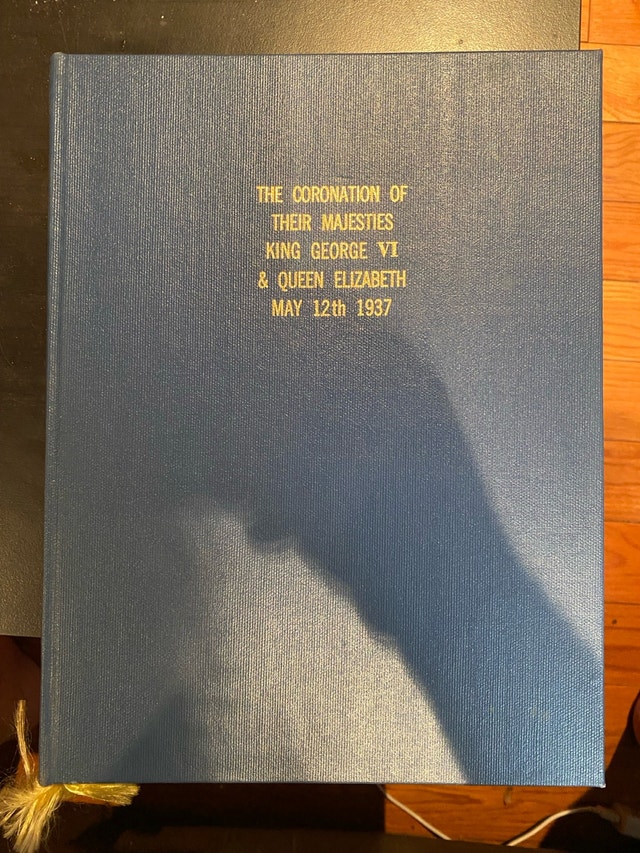 THE CORONATION OF
THEIR MAJESTIES
KING GEORGE VI
& QUEEN ELIZABETH
MAY 12th 1937